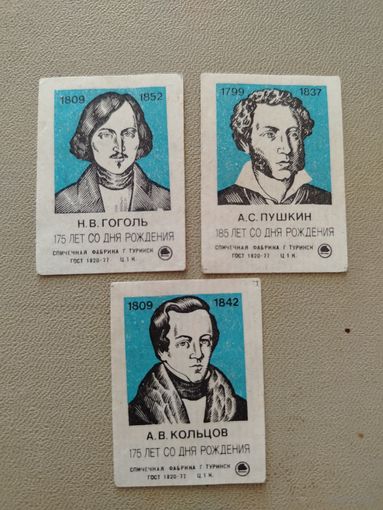 1809 1852
Н.В. ГОГОЛЬ
175 ЛЕТ СО ДНЯ РОЖДЕНИЯ
СПИЧЕЧНАЯ ФАБРИКА Г. ТУРИНСК
ГОСТ 1820-77 Ц 1 К.
1799 1837
А.С. ПУШКИН
185 ЛЕТ СО ДНЯ РОЖДЕНИЯ
СПИЧЕЧНАЯ ФАБРИКА Г. ТУРИНСК
ГОСТ 1820-77 Ц 1 К.
1809 1842
А.В. КОЛЬЦОВ
175 ЛЕТ СО ДНЯ РОЖДЕНИЯ
СПИЧЕЧНАЯ ФАБРИКА Г. ТУРИНСК
ГОСТ 1820-77 Ц 1 К.